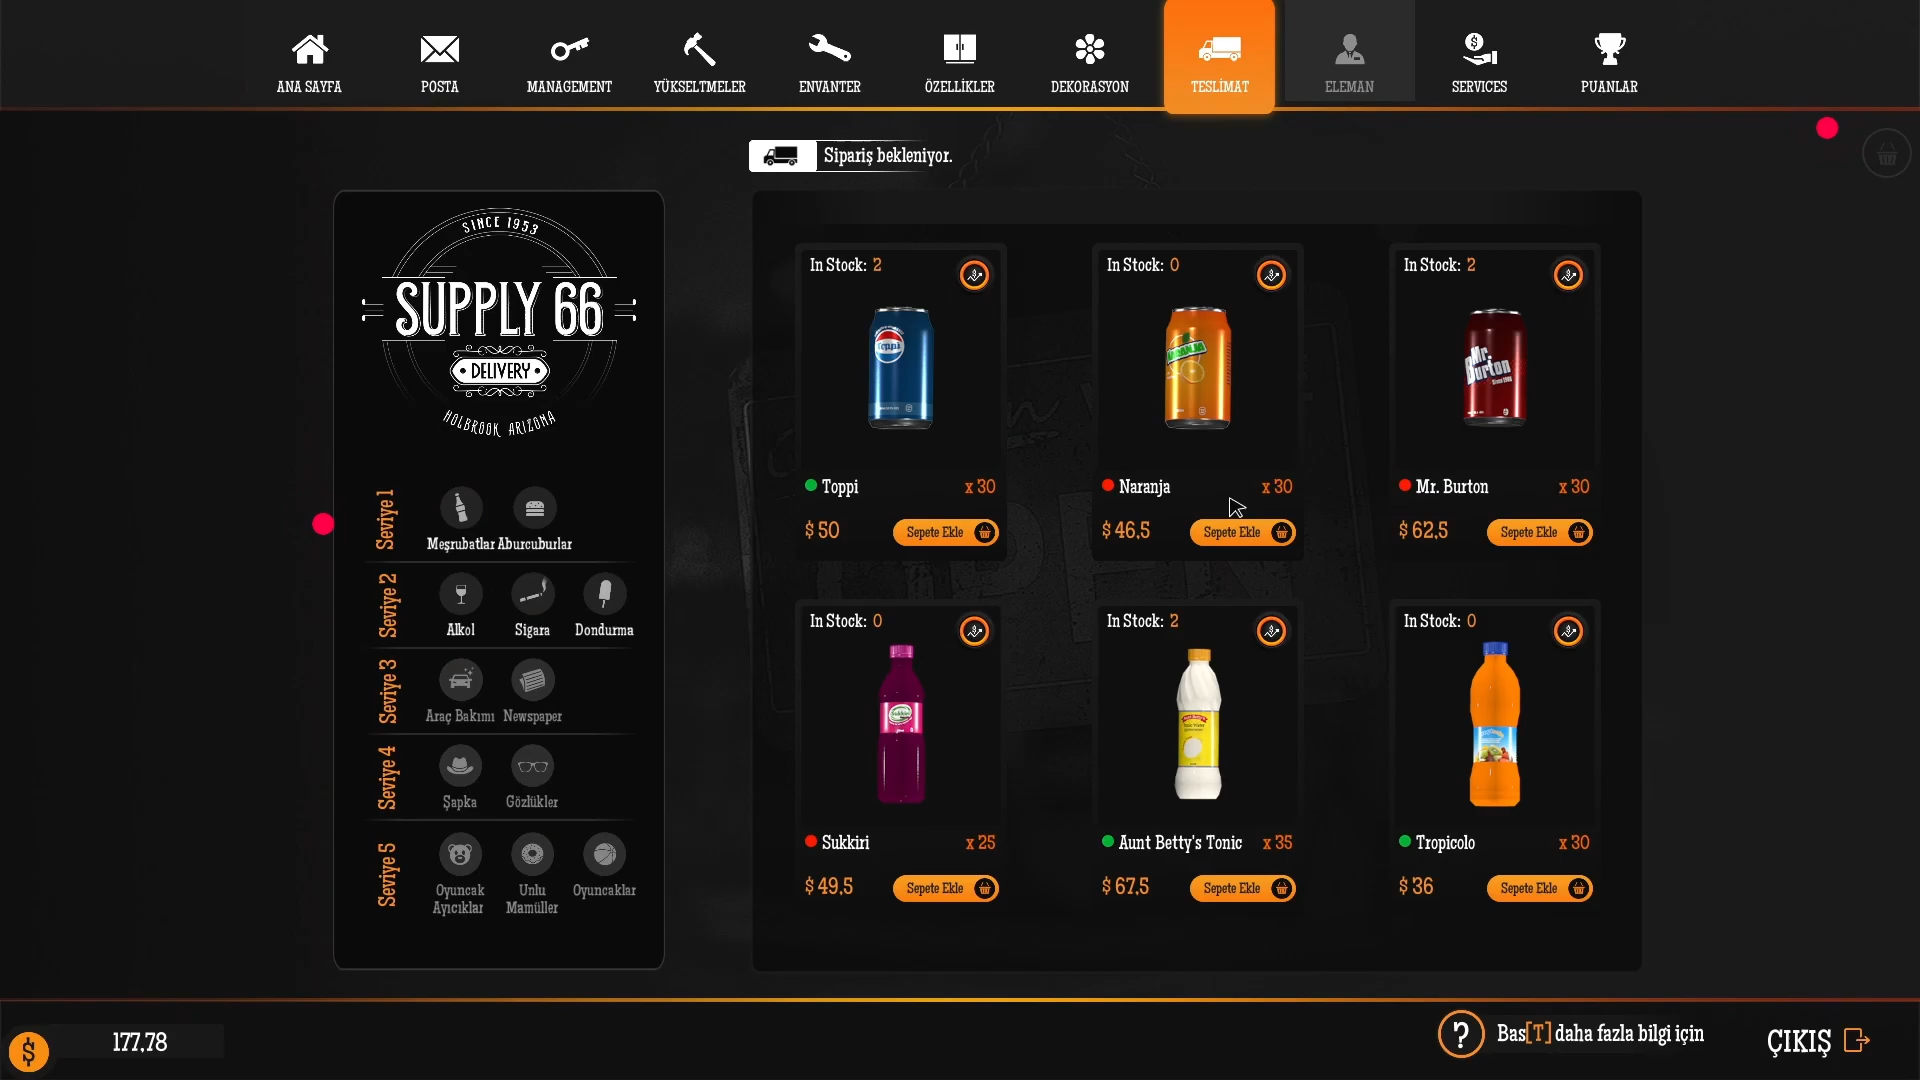 ANA SAYFA
POSTA
MANAGEMENT
YÜKSELTMELER
ENVANTER
ÖZELLİKLER
DEKORASYON
TESLİMAT
ELEMAN
SERVICES
PUANLAR
Sipariş bekleniyor.
SINCE 1953
SUPPLY 66
DELIVERY
HOLBROOK ARIZONA
Seviye 1
Meşrubatlar Aburcuburlar
Seviye 2
Alkol
Sigara
Dondurma
Seviye 3
Araç Bakımı
Newspaper
Seviye 4
Şapka
Gözlükler
Seviye 5
Oyuncak
Ayıcıklar
Unlu
Mamüller
Oyuncaklar
In Stock: 2
Toppi
x 30
$ 50
Sepete Ekle
In Stock: 0
NARANJA
Naranja
x 30
$ 46,5
Sepete Ekle
In Stock: 2
Mr.
Burton
Mr. Burton
x 30
$ 62,5
Sepete Ekle
In Stock: 0
Sukkiri
x 25
$ 49,5
Sepete Ekle
In Stock: 2
Aunt Betty's Tonic
x 35
$ 67,5
Sepete Ekle
In Stock: 0
Tropicolo
x 30
$ 36
Sepete Ekle
$
177,78
? Bas[T] daha fazla bilgi için
ÇIKIŞ